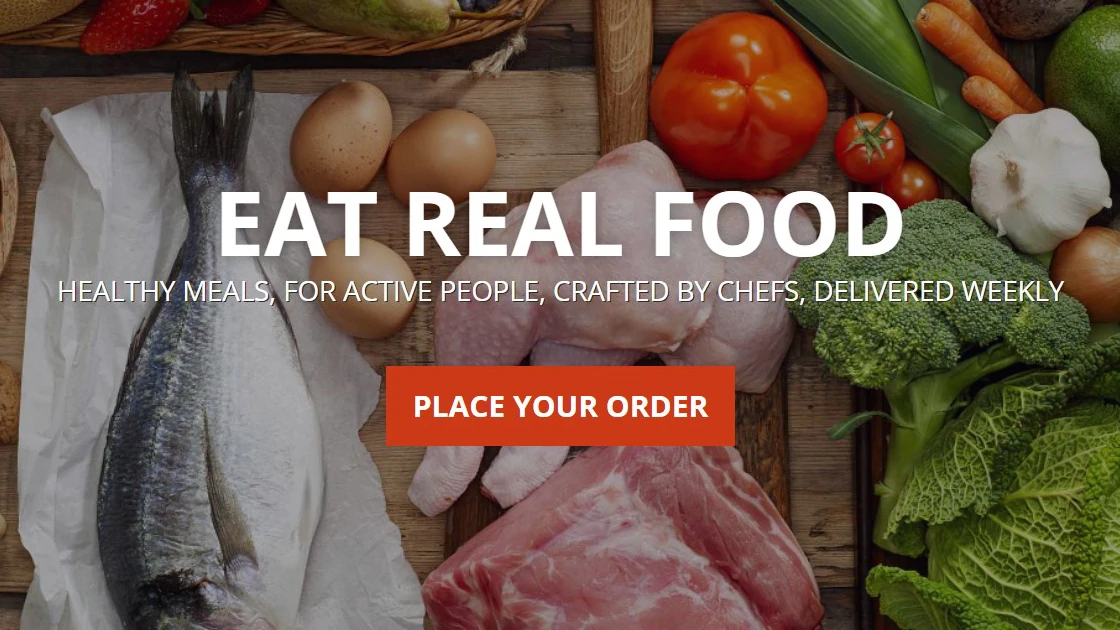 EAT REAL FOOD
HEALTHY MEALS, FOR ACTIVE PEOPLE, CRAFTED BY CHEFS, DELIVERED WEEKLY
PLACE YOUR ORDER